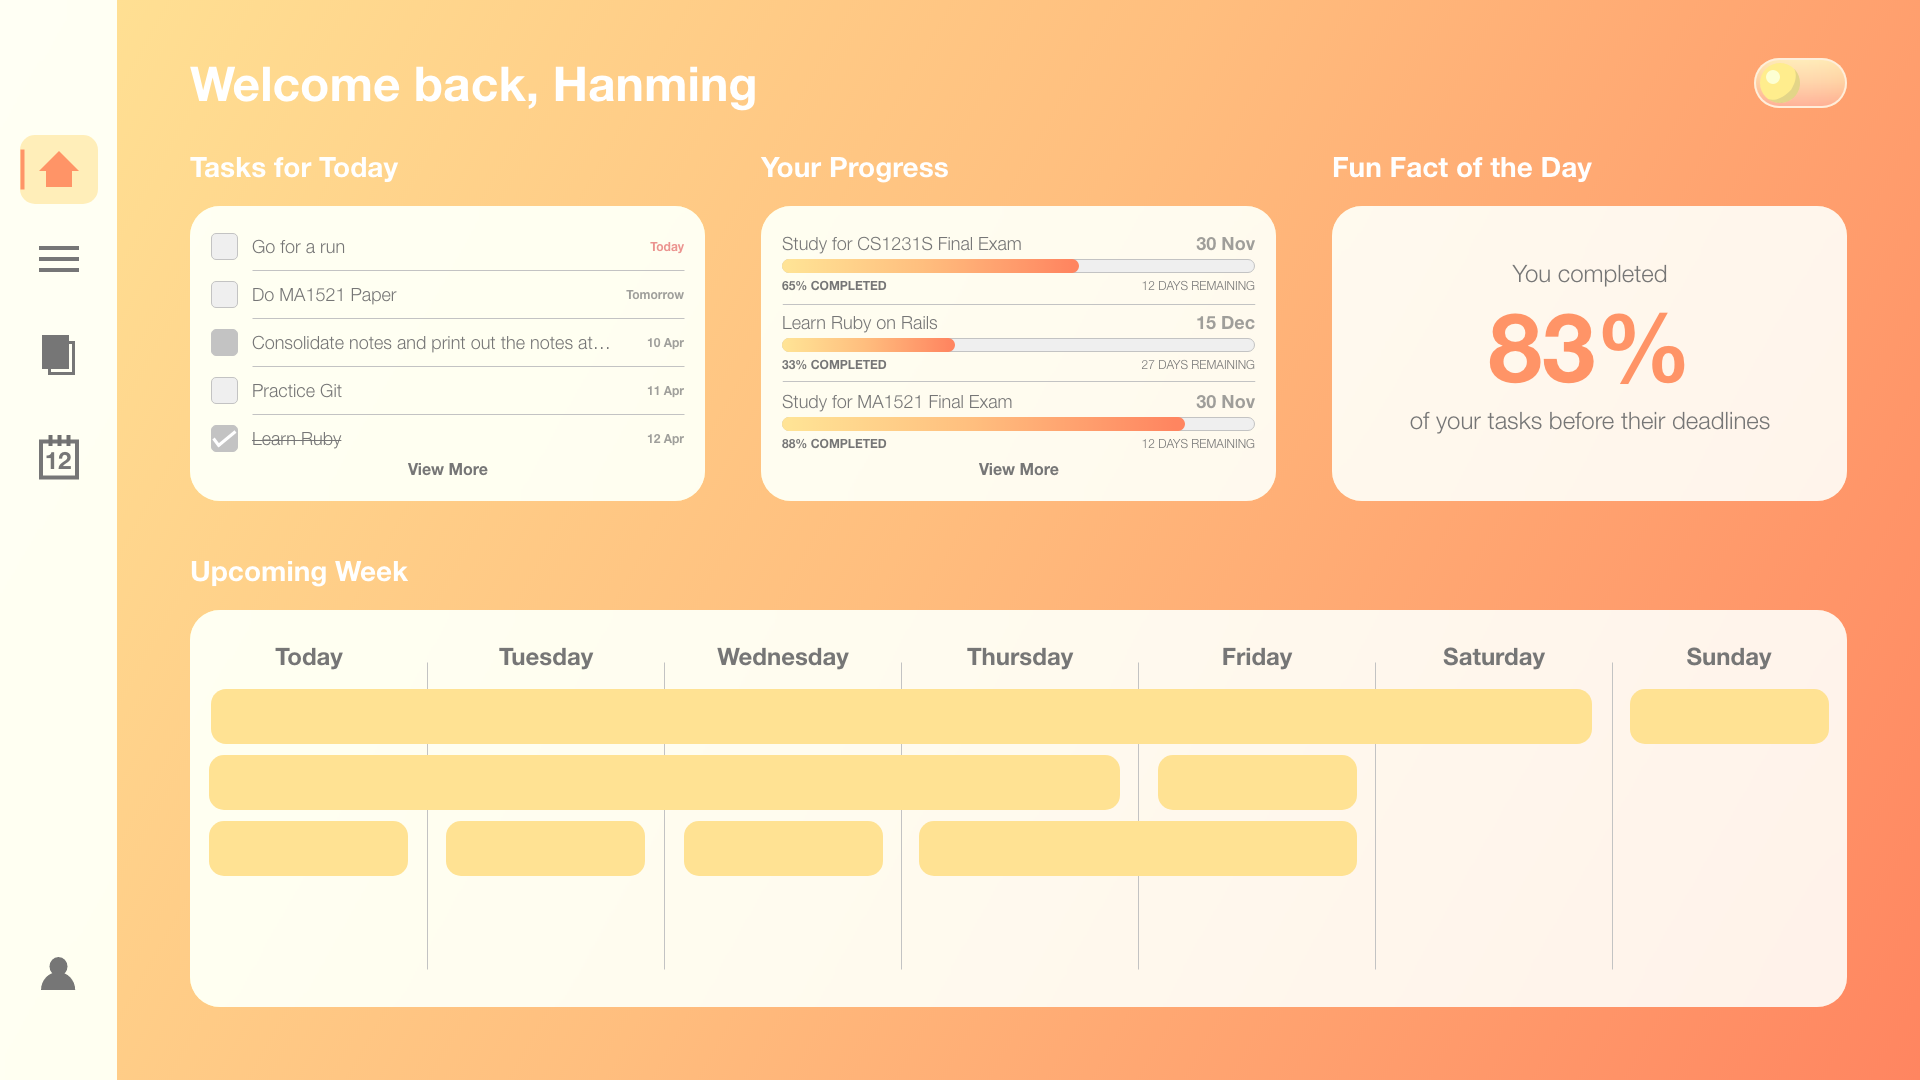 Welcome back, Hanming
Tasks for Today
Go for a run Today
Do MA1521 Paper Tomorrow
Consolidate notes and print out the notes at... 10 Apr
Practice Git 11 Apr
Learn Ruby 12 Apr
View More
Your Progress
Study for CS1231S Final Exam 30 Nov
65% COMPLETED 12 DAYS REMAINING
Learn Ruby on Rails 15 Dec
33% COMPLETED 27 DAYS REMAINING
Study for MA1521 Final Exam 30 Nov
88% COMPLETED 12 DAYS REMAINING
View More
Fun Fact of the Day
You completed
83%
of your tasks before their deadlines
12
Upcoming Week
Today Tuesday Wednesday Thursday Friday Saturday Sunday